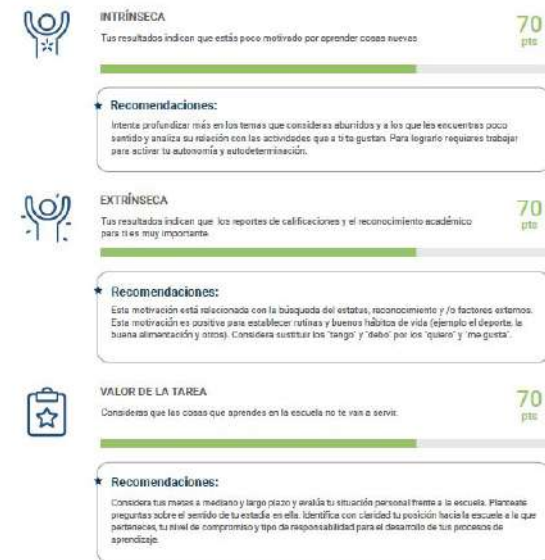 INTRÍNSECA
70
Tus resultados indican que estás poco motivado por aprender cosas nuevas
pts
Recomendaciones:
Intenta profundizar más en los temas que consideras aburridos y a los que les encuentras poco
sentido y analiza su relación con las actividades que a ti te gustan. Para lograrlo requieres trabajar
para activar tu autonomía y autodeterminación.
EXTRÍNSECA
70
Tus resultados indican que los reportes de calificaciones y el reconocimiento académico
para ti es muy importante.
pts
Recomendaciones:
Esta motivación está relacionada con la búsqueda del estatus, reconocimiento y /o factores externos.
Esta motivación es positiva para establecer rutinas y buenos hábitos de vida (ejemplo el deporte, la
buena alimentación y otros). Considera sustituir los "tengo" y "debo" por los "quiero" y "me gusta".
VALOR DE LA TAREA
70
Consideras que las cosas que aprendes en la escuela no te van a servir.
pts
Recomendaciones:
Considera tus metas a mediano y largo plazo y evalúa tu situación personal frente a la escuela. Planteate
preguntas sobre el sentido de tu estadía en ella. Identifica con claridad tu posición hacia la escuela a la que
perteneces, tu nivel de compromiso y tipo de responsabilidad para el desarrollo de tus procesos de
aprendizaje.